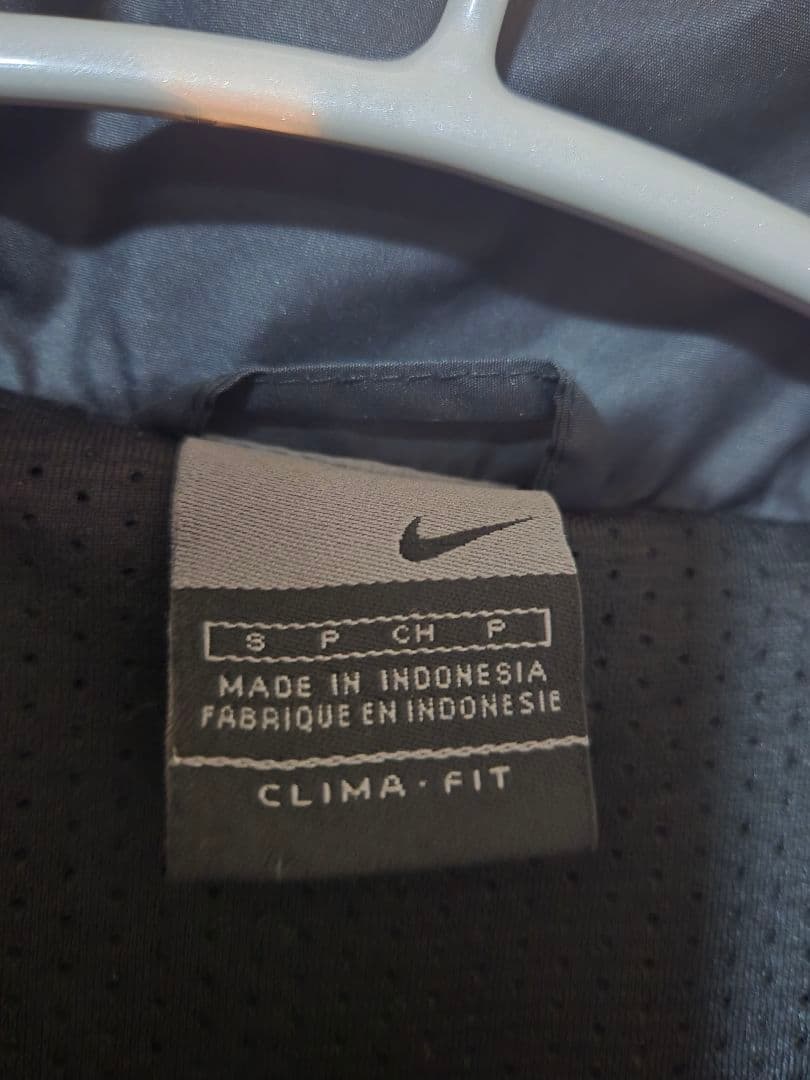 S P CH P
MADE IN INDONESIA
FABRIQUE EN INDONESIE
CLIMA · FIT